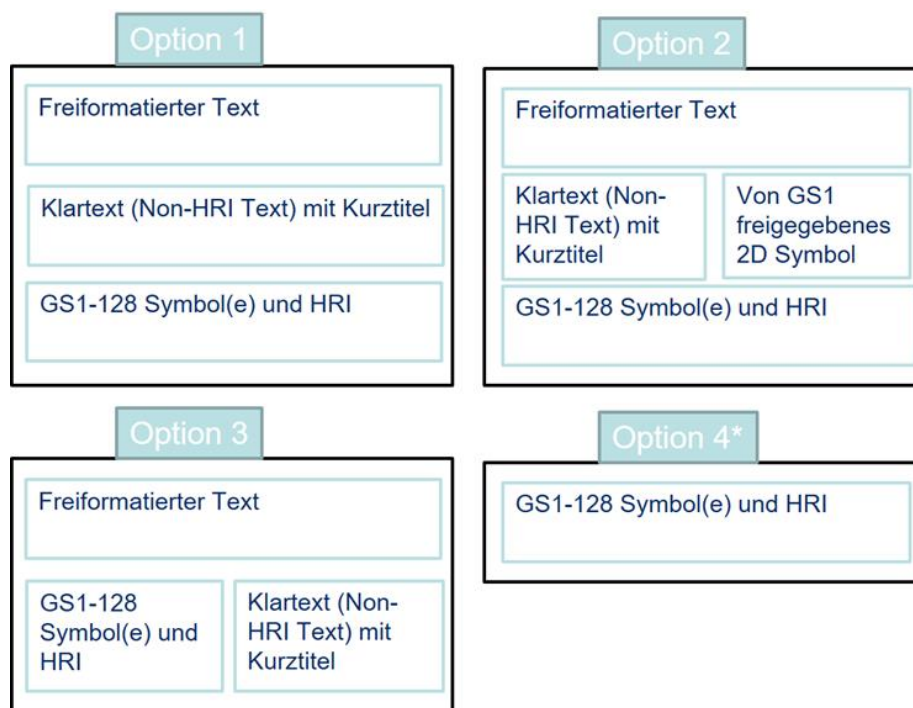 Option 1
Freiformatierter Text
Klartext (Non-HRI Text) mit Kurztitel
GS1-128 Symbol(e) und HRI
Option 2
Freiformatierter Text
Klartext (Non-
HRI Text) mit
Kurztitel
Von GS1
freigegebenes
2D Symbol
GS1-128 Symbol(e) und HRI
Option 3
Freiformatierter Text
GS1-128
Symbol(e) und
HRI
Klartext (Non-
HRI Text) mit
Kurztitel
Option 4*
GS1-128 Symbol(e) und HRI